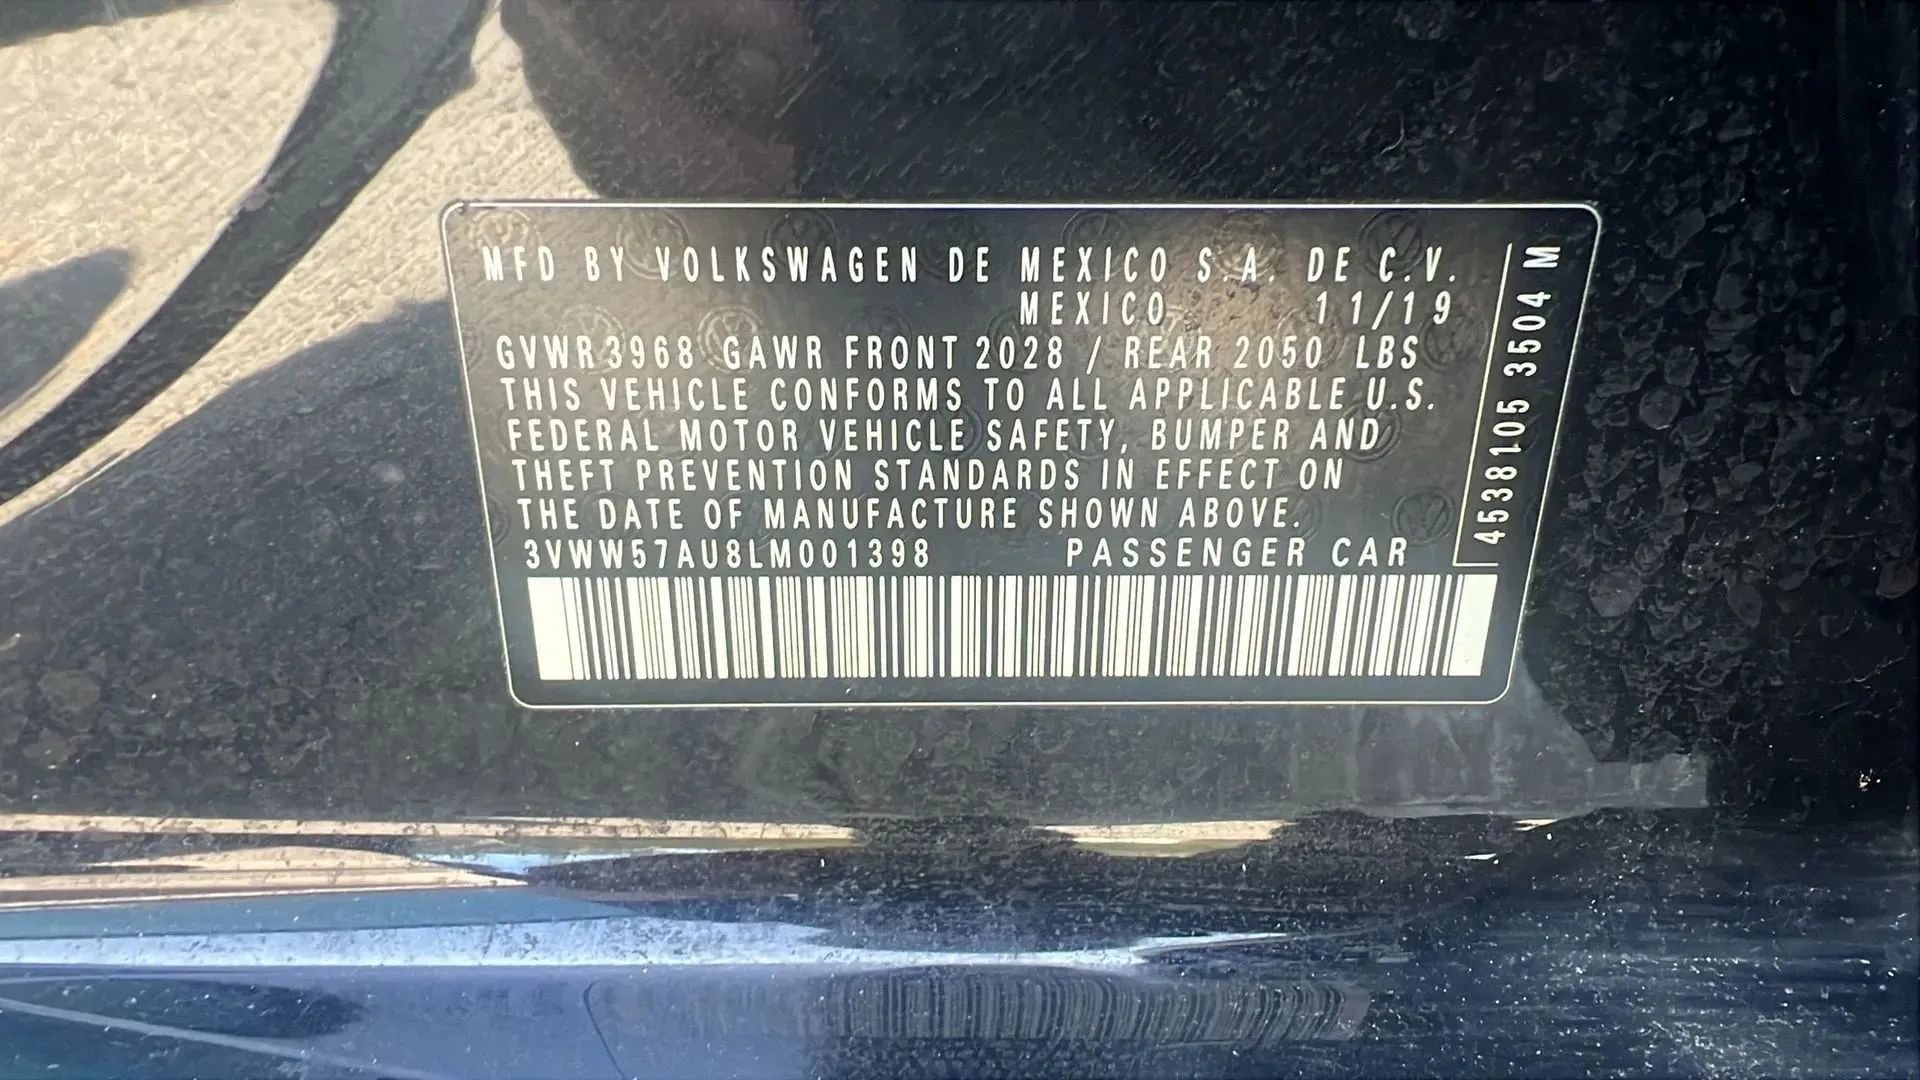 MFD BY VOLKSWAGEN DE MEXICO S.A. DE C.V.
MEXICO 11/19
GVWR 3968 GAWR FRONT 2028 / REAR 2050 LBS
THIS VEHICLE CONFORMS TO ALL APPLICABLE U.S.
FEDERAL MOTOR VEHICLE SAFETY, BUMPER AND
THEFT PREVENTION STANDARDS IN EFFECT ON
THE DATE OF MANUFACTURE SHOWN ABOVE.
3VWW57AU8LM001398 PASSENGER CAR
4538105 3504 M